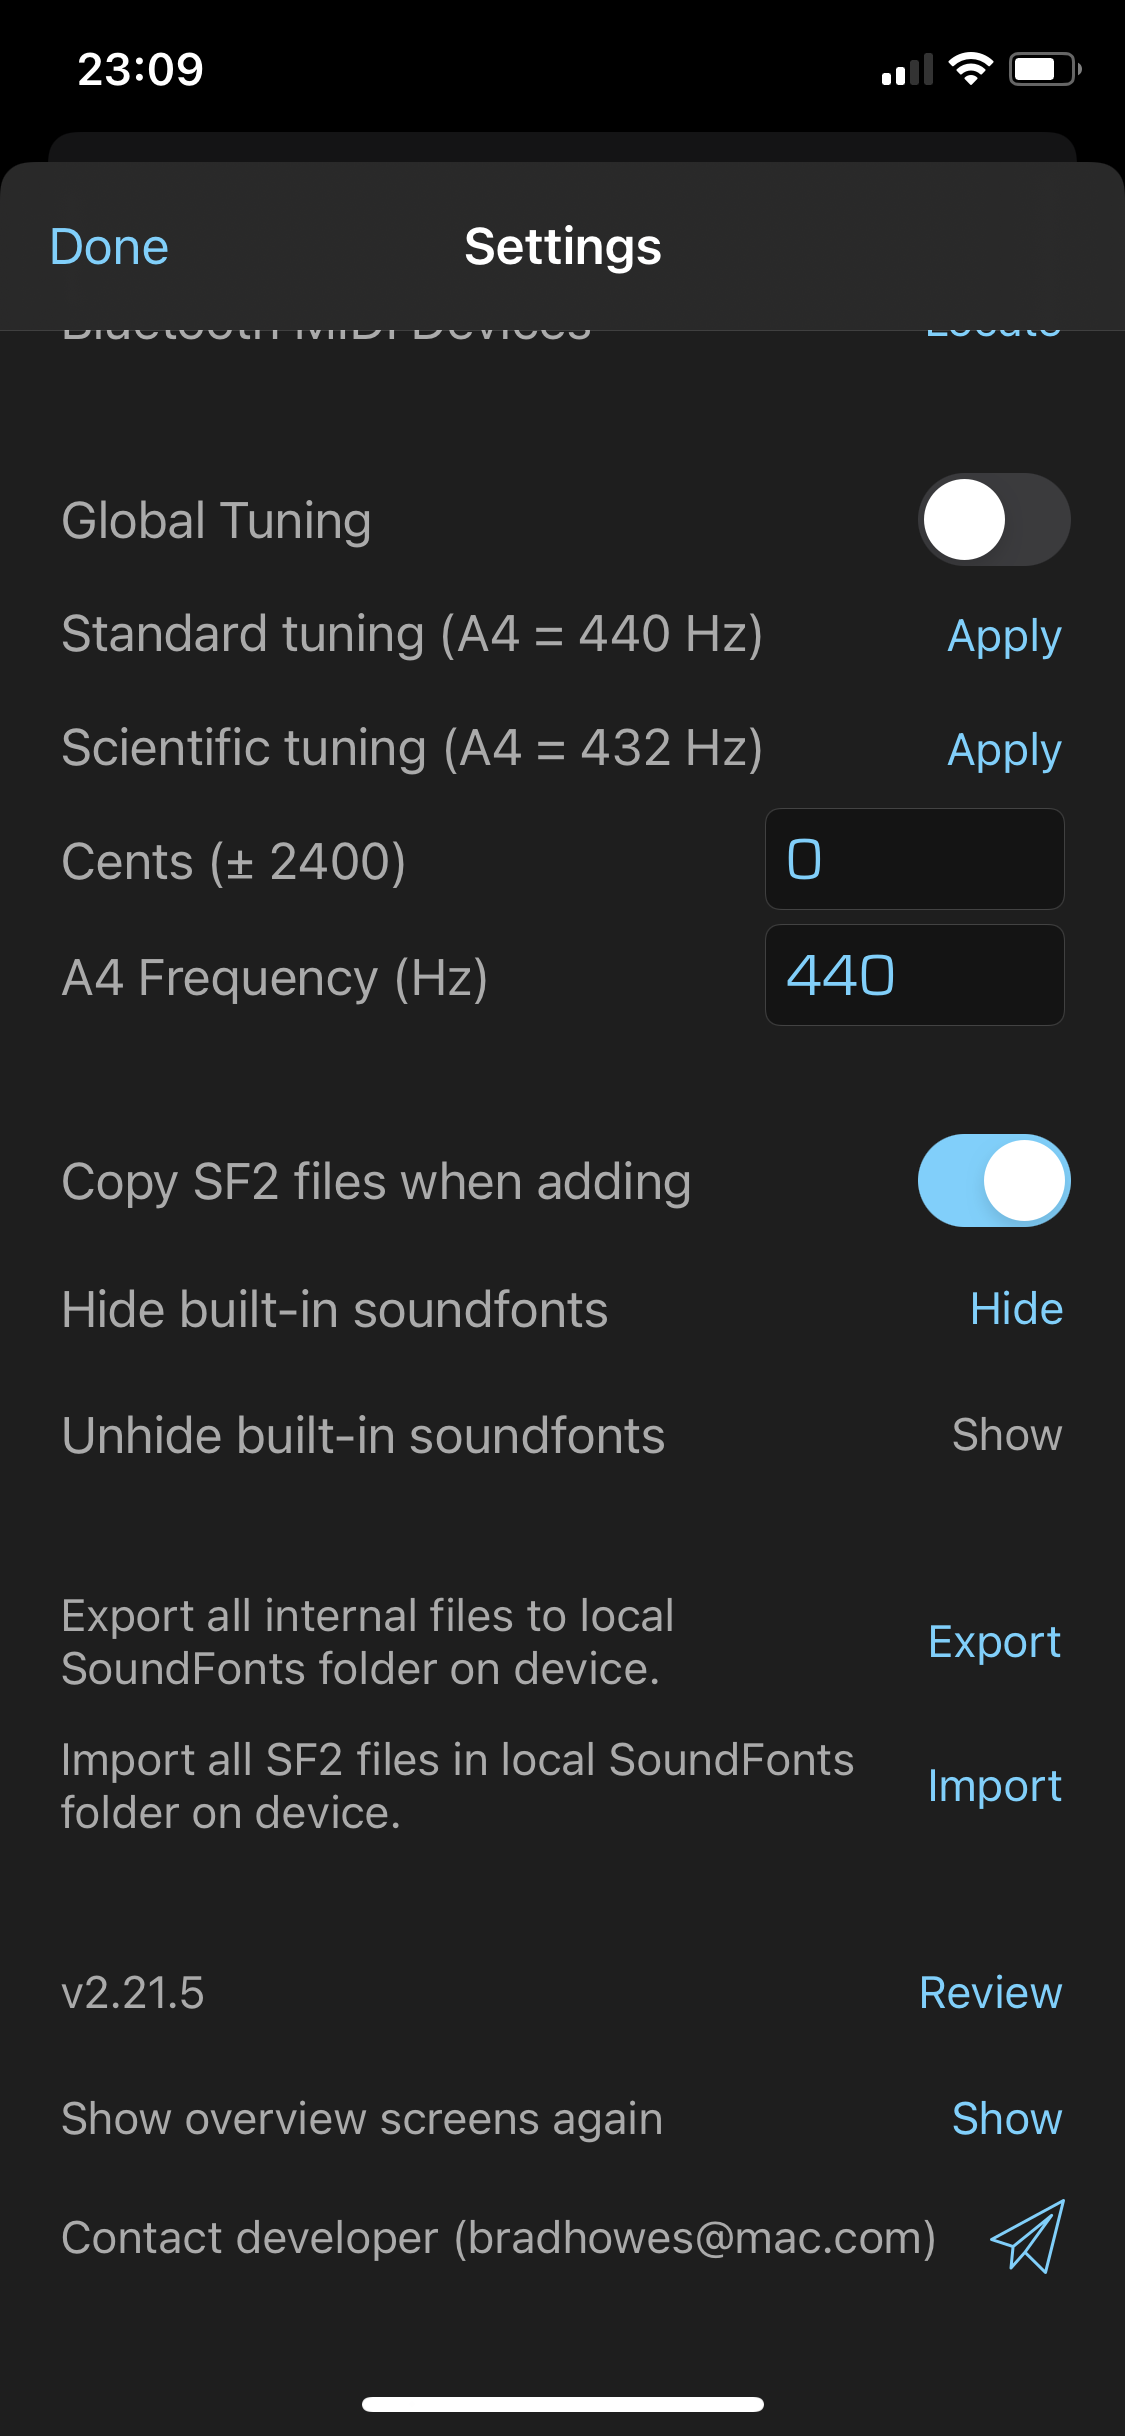 23:09
Done
Settings
Bluetooth MIDI Devices
Locate
Global Tuning
Standard tuning (A4 = 440 Hz)
Apply
Scientific tuning (A4 = 432 Hz)
Apply
Cents (± 2400)
0
A4 Frequency (Hz)
440
Copy SF2 files when adding
Hide built-in soundfonts
Hide
Unhide built-in soundfonts
Show
Export all internal files to local
SoundFonts folder on device.
Export
Import all SF2 files in local SoundFonts
folder on device.
Import
v2.21.5
Review
Show overview screens again
Show
Contact developer (bradhowes@mac.com)